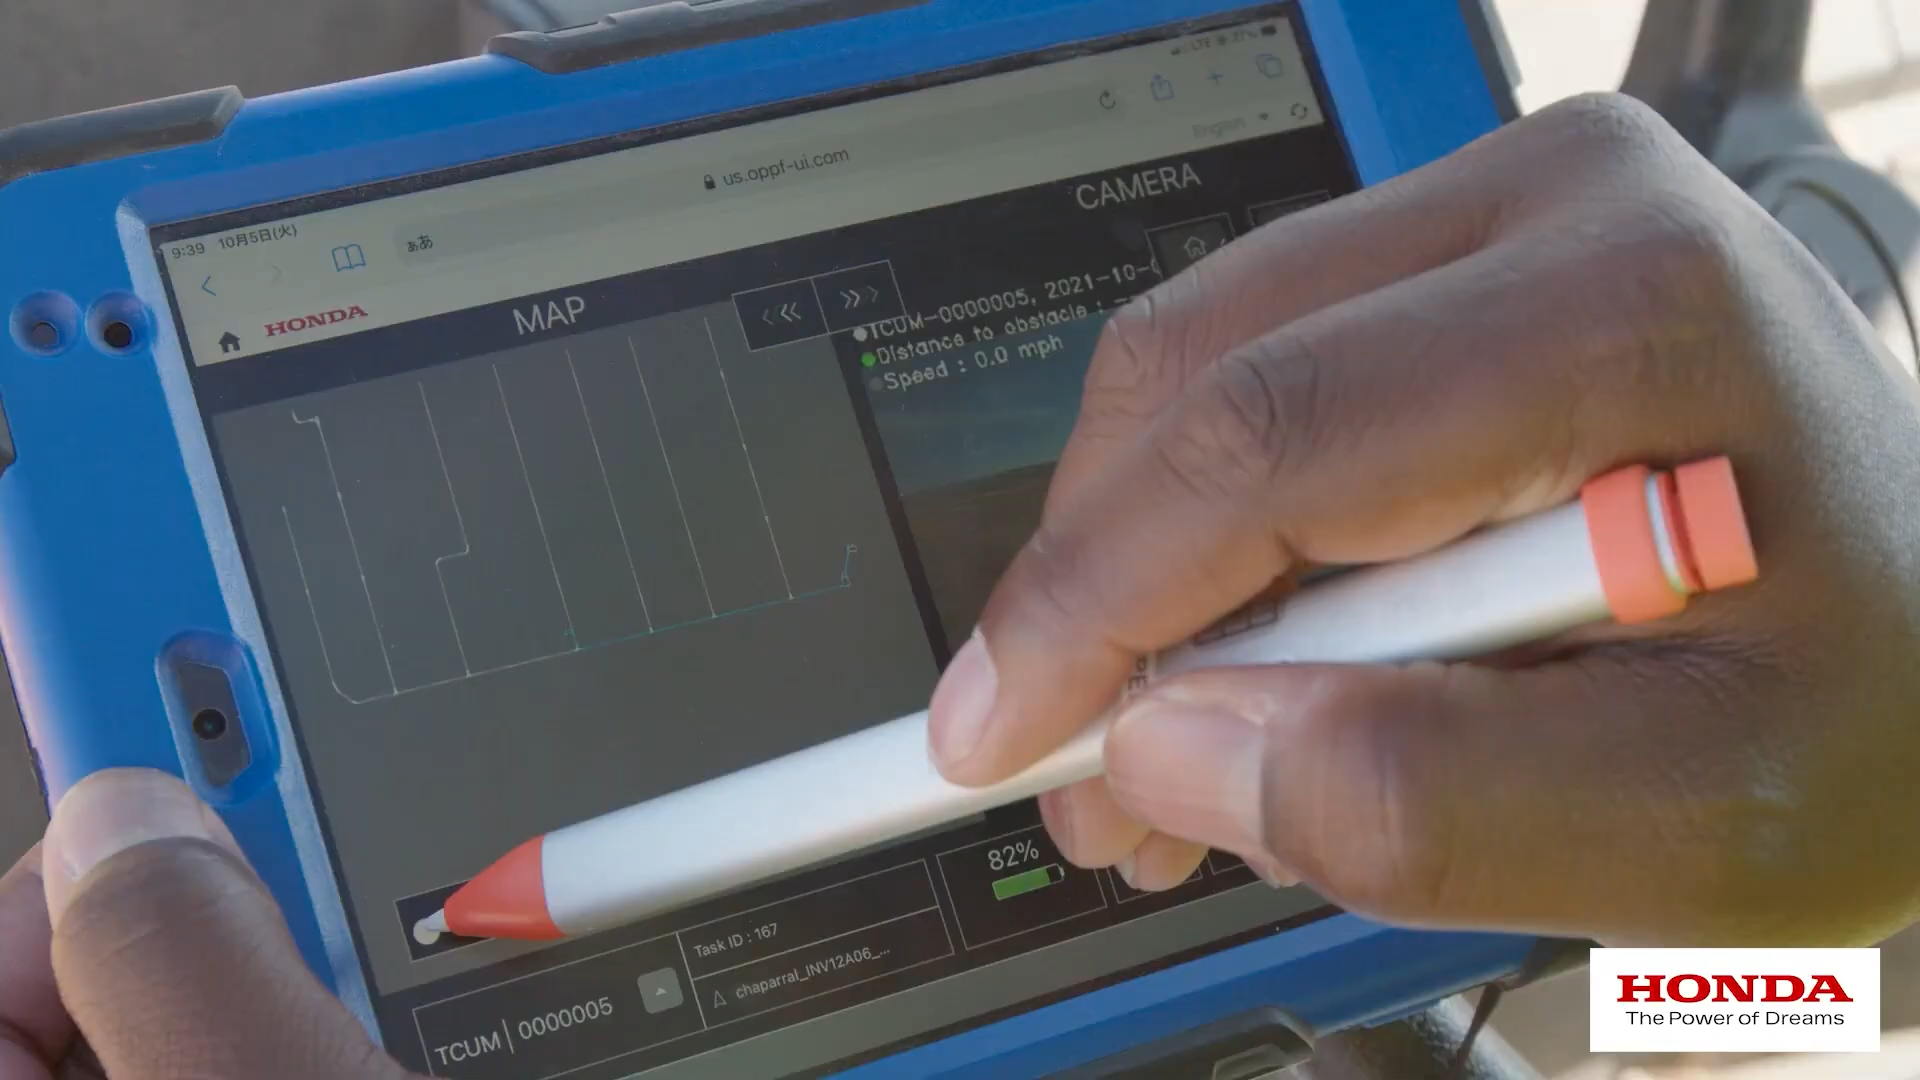 9:39 10月5日(火)
LTE
ぁあ
us.oppf-ui.com
HONDA
English
MAP
CAMERA
TCUM-0000005, 2021-10-
Distance to obstacle :
Speed : 0.0 mph
82%
Task ID : 167
chaparral_INV12A06_...
TCUM | 0000005
HONDA
The Power of Dreams